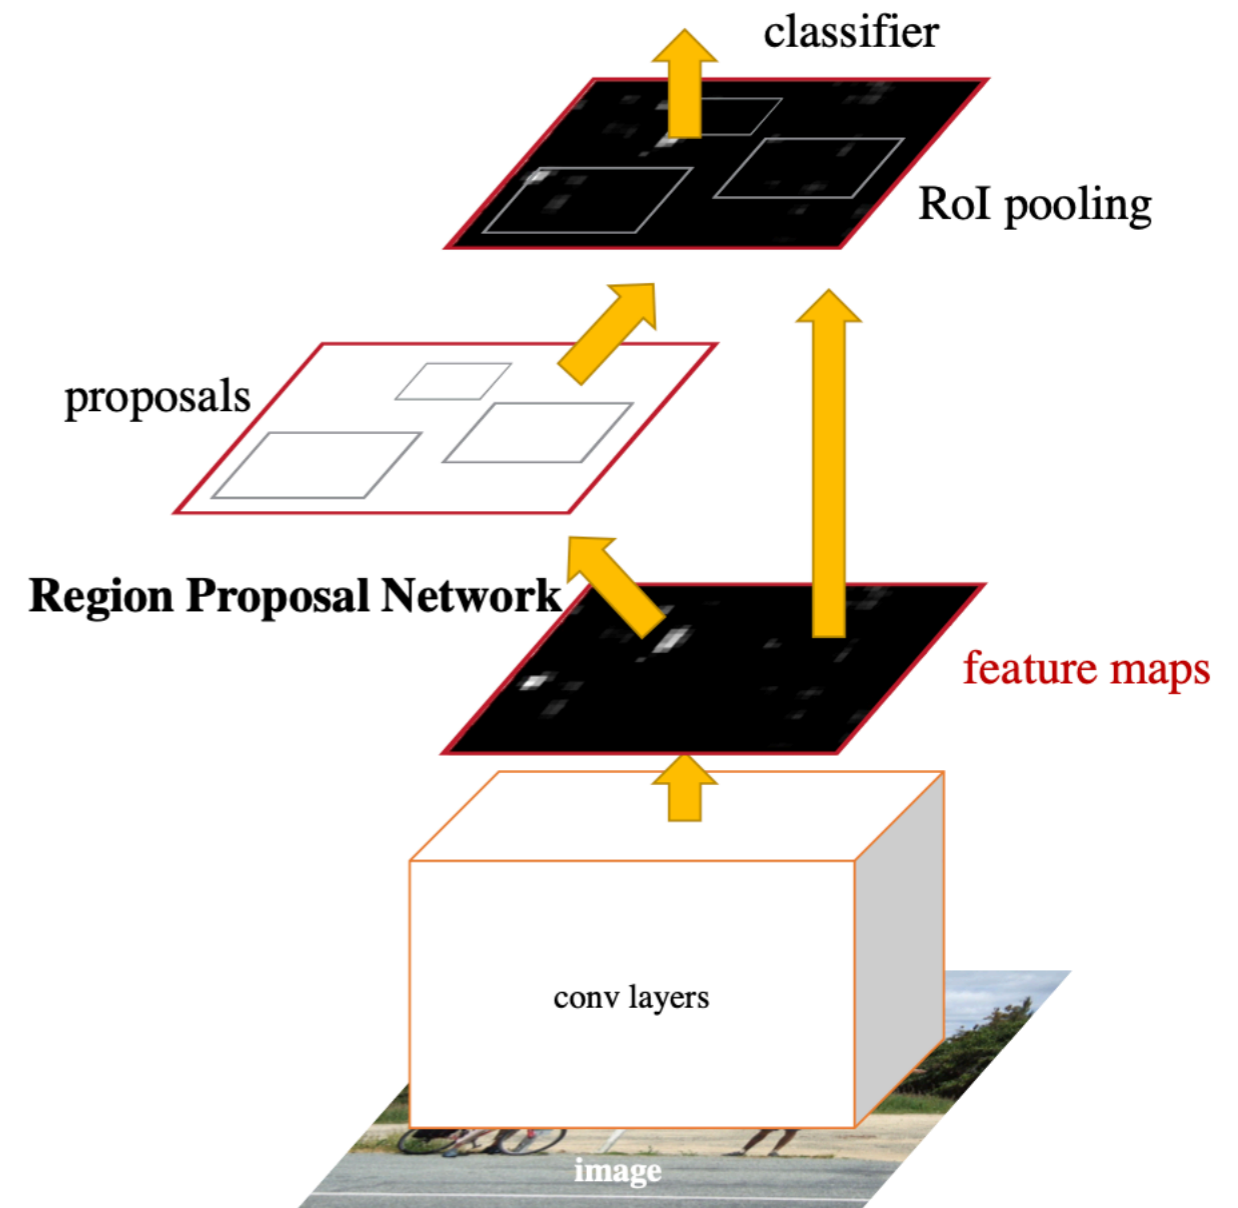 classifier
RoI pooling
proposals
Region Proposal Network
feature maps
conv layers
image